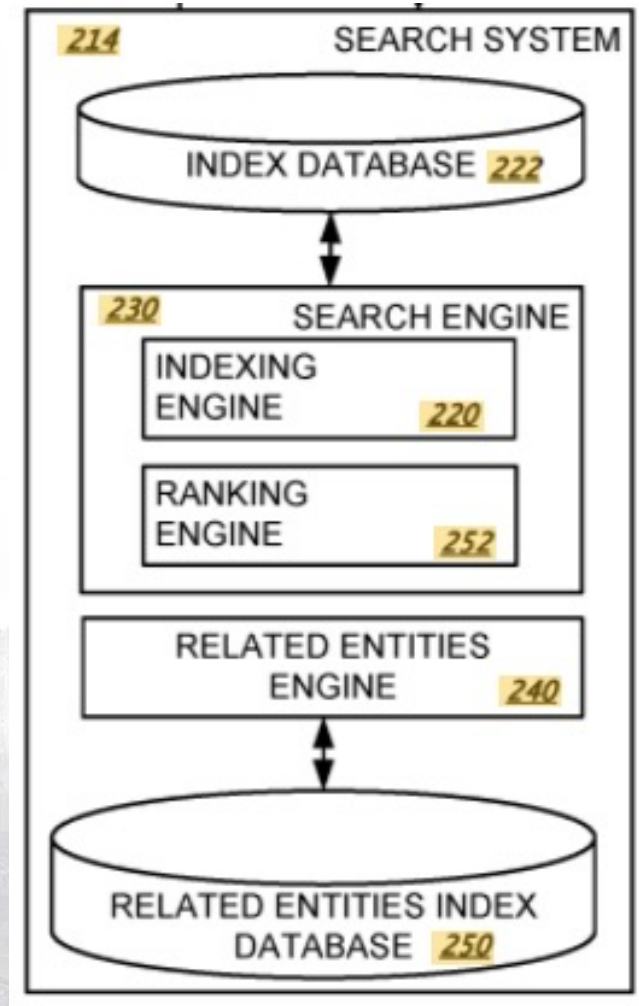 214 SEARCH SYSTEM
INDEX DATABASE 222
230 SEARCH ENGINE
INDEXING
ENGINE 220
RANKING
ENGINE 252
RELATED ENTITIES
ENGINE 240
RELATED ENTITIES INDEX
DATABASE 250